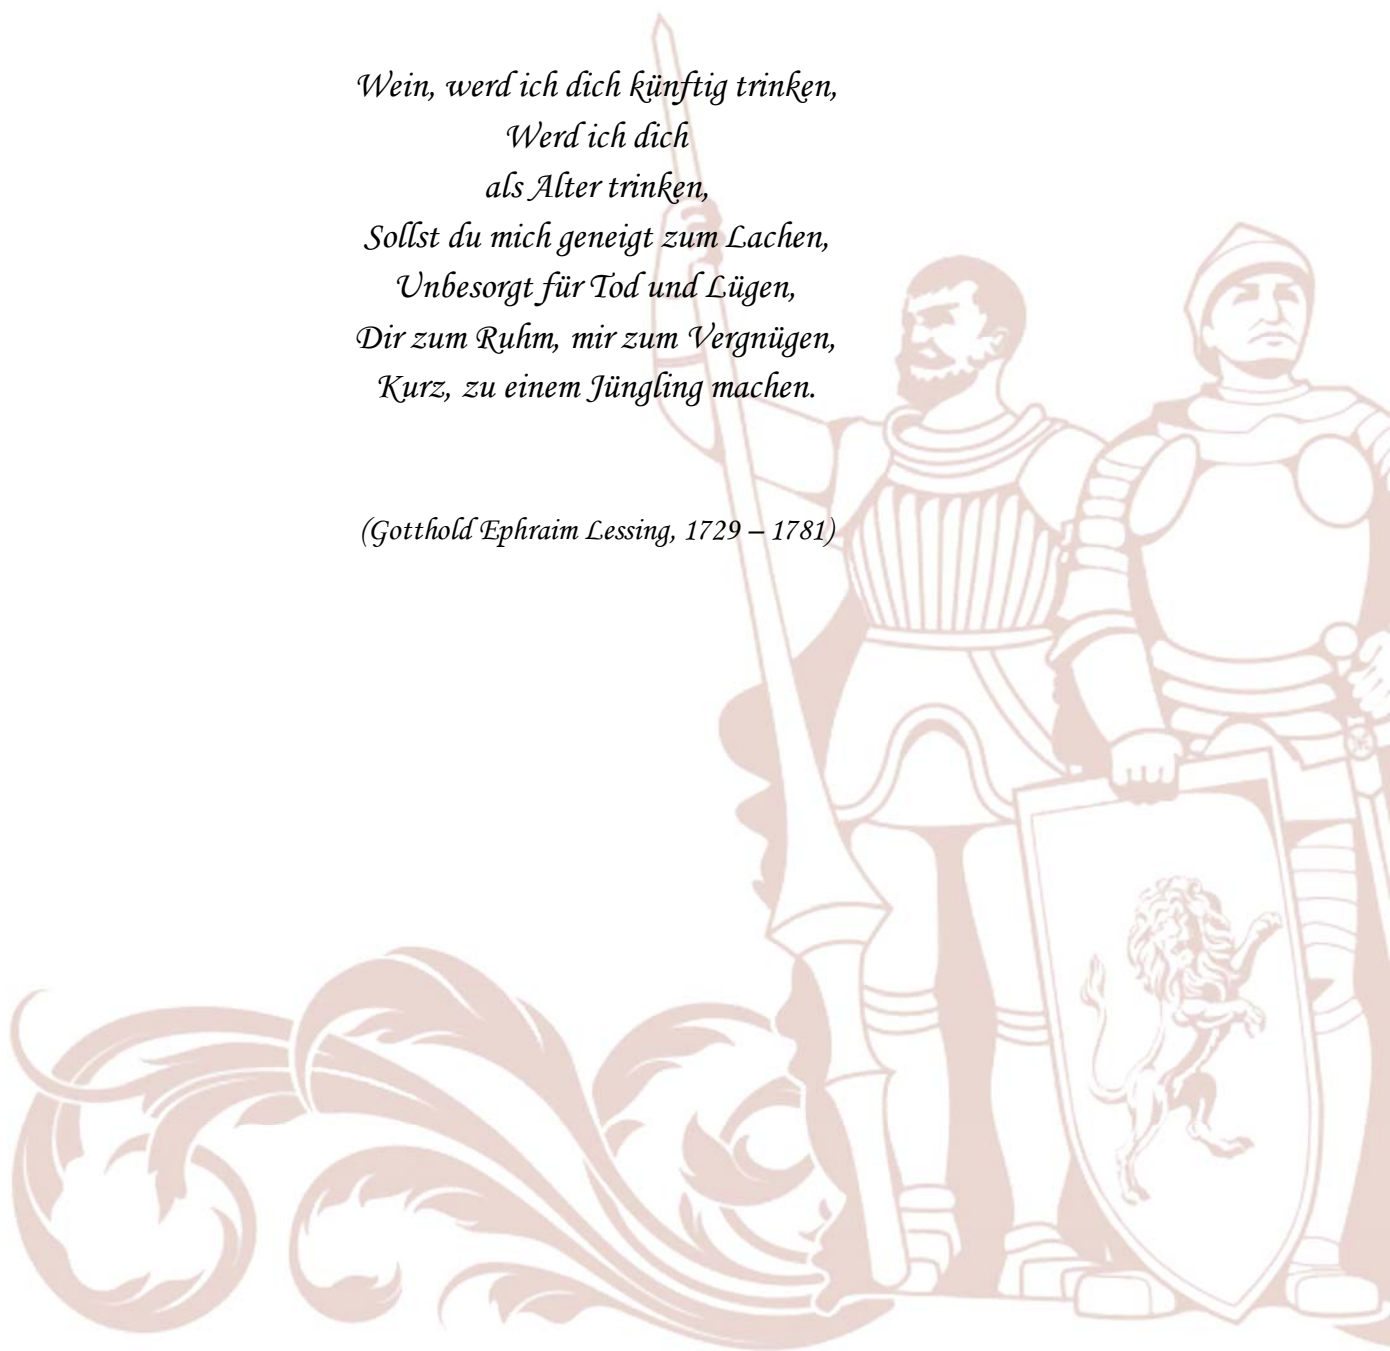 Wein, werd ich dich künftig trinken,
Werd ich dich
als Alter trinken,
Sollst du mich geneigt zum Lachen,
Unbesorgt für Tod und Lügen,
Dir zum Ruhm, mir zum Vergnügen,
Kurz, zu einem Jüngling machen.
(Gotthold Ephraim Lessing, 1729 – 1781)